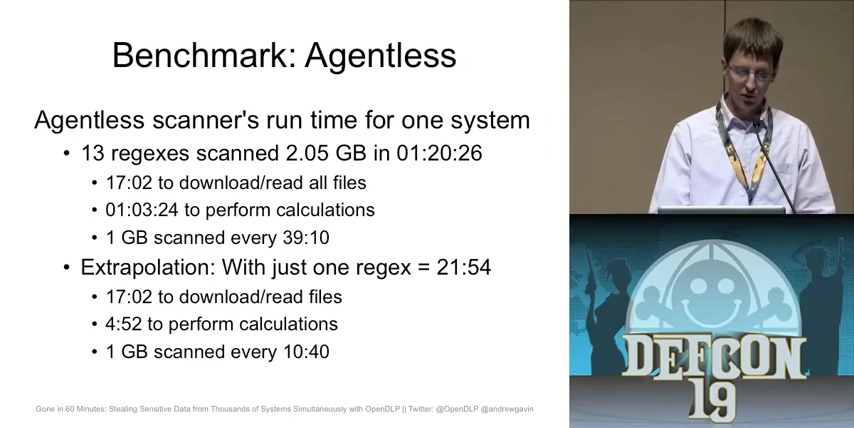 Benchmark: Agentless
Agentless scanner's run time for one system
• 13 regexes scanned 2.05 GB in 01:20:26
• 17:02 to download/read all files
• 01:03:24 to perform calculations
• 1 GB scanned every 39:10
• Extrapolation: With just one regex = 21:54
• 17:02 to download/read files
• 4:52 to perform calculations
• 1 GB scanned every 10:40
Gone in 60 Minutes: Stealing Sensitive Data from Thousands of Systems Simultaneously with OpenDLP || Twitter: @OpenDLP @andrewgavin
DEFCON
19